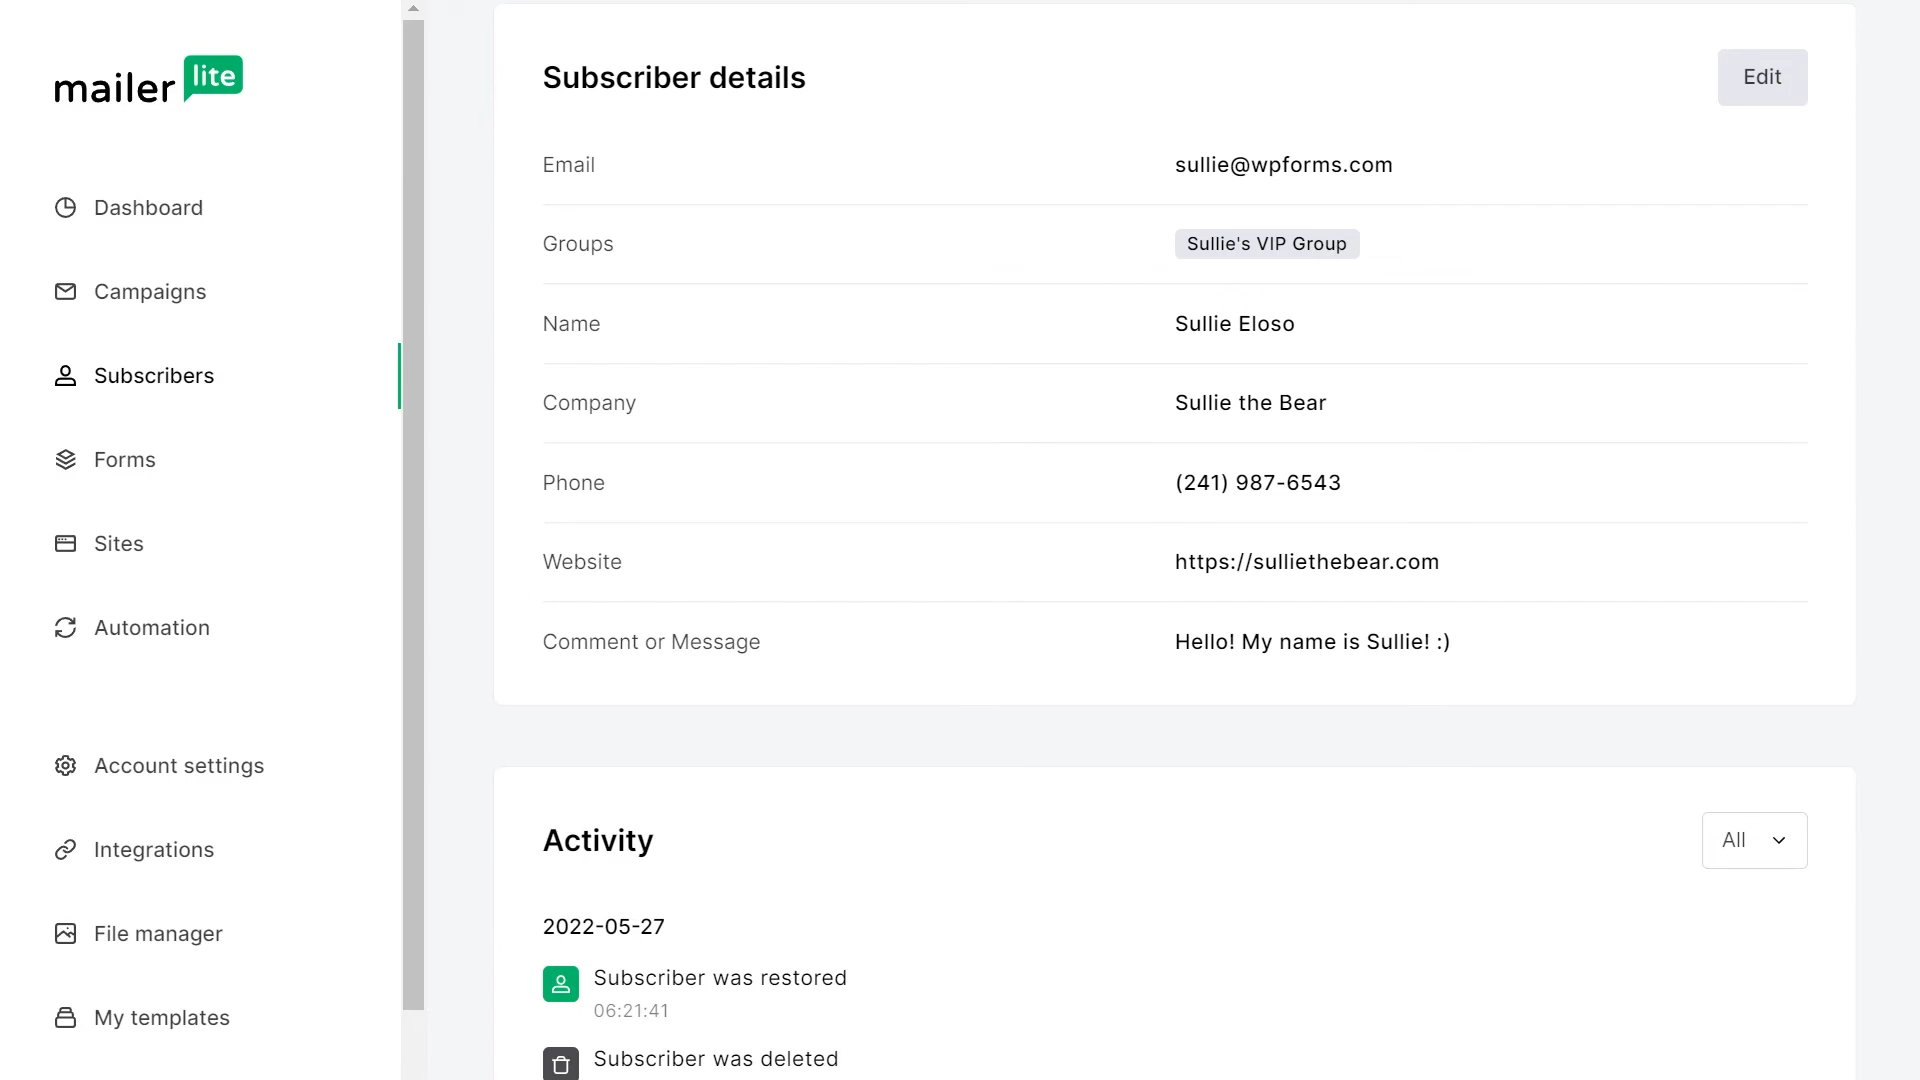 mailer lite
Dashboard
Campaigns
Subscribers
Forms
Sites
Automation
Account settings
Integrations
File manager
My templates
Subscriber details
Edit
Email sullie@wpforms.com
Groups Sullie's VIP Group
Name Sullie Eloso
Company Sullie the Bear
Phone (241) 987-6543
Website https://sulliethebear.com
Comment or Message Hello! My name is Sullie! :)
Activity
All
2022-05-27
Subscriber was restored
06:21:41
Subscriber was deleted